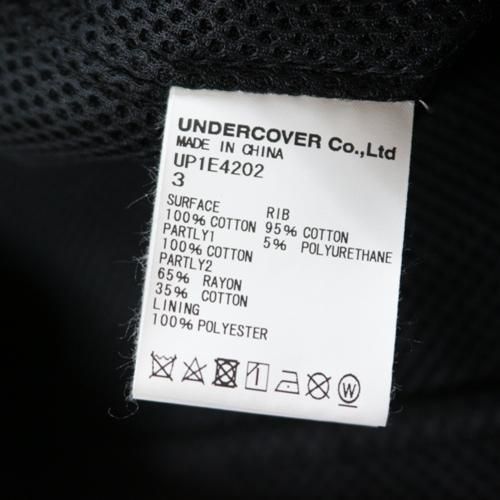 UNDERCOVER Co.,Ltd
MADE IN CHINA
UP1E4202
3
SURFACE
100% COTTON
PARTLY1
100% COTTON
PARTLY2
65% RAYON
35% COTTON
LINING
100% POLYESTER
RIB
95% COTTON
5% POLYURETHANE
W